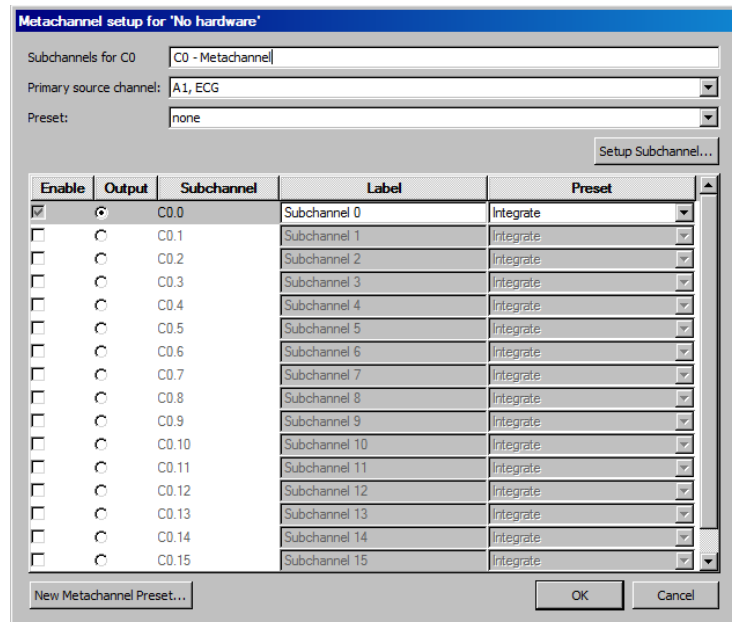 Metachannel setup for 'No hardware'
Subchannels for C0 C0 - Metachannel
Primary source channel: A1, ECG
Preset: none
Setup Subchannel...
Enable Output Subchannel Label Preset
C0.0 Subchannel 0 Integrate
C0.1 Subchannel 1 Integrate
C0.2 Subchannel 2 Integrate
C0.3 Subchannel 3 Integrate
C0.4 Subchannel 4 Integrate
C0.5 Subchannel 5 Integrate
C0.6 Subchannel 6 Integrate
C0.7 Subchannel 7 Integrate
C0.8 Subchannel 8 Integrate
C0.9 Subchannel 9 Integrate
C0.10 Subchannel 10 Integrate
C0.11 Subchannel 11 Integrate
C0.12 Subchannel 12 Integrate
C0.13 Subchannel 13 Integrate
C0.14 Subchannel 14 Integrate
C0.15 Subchannel 15 Integrate
New Metachannel Preset... OK Cancel